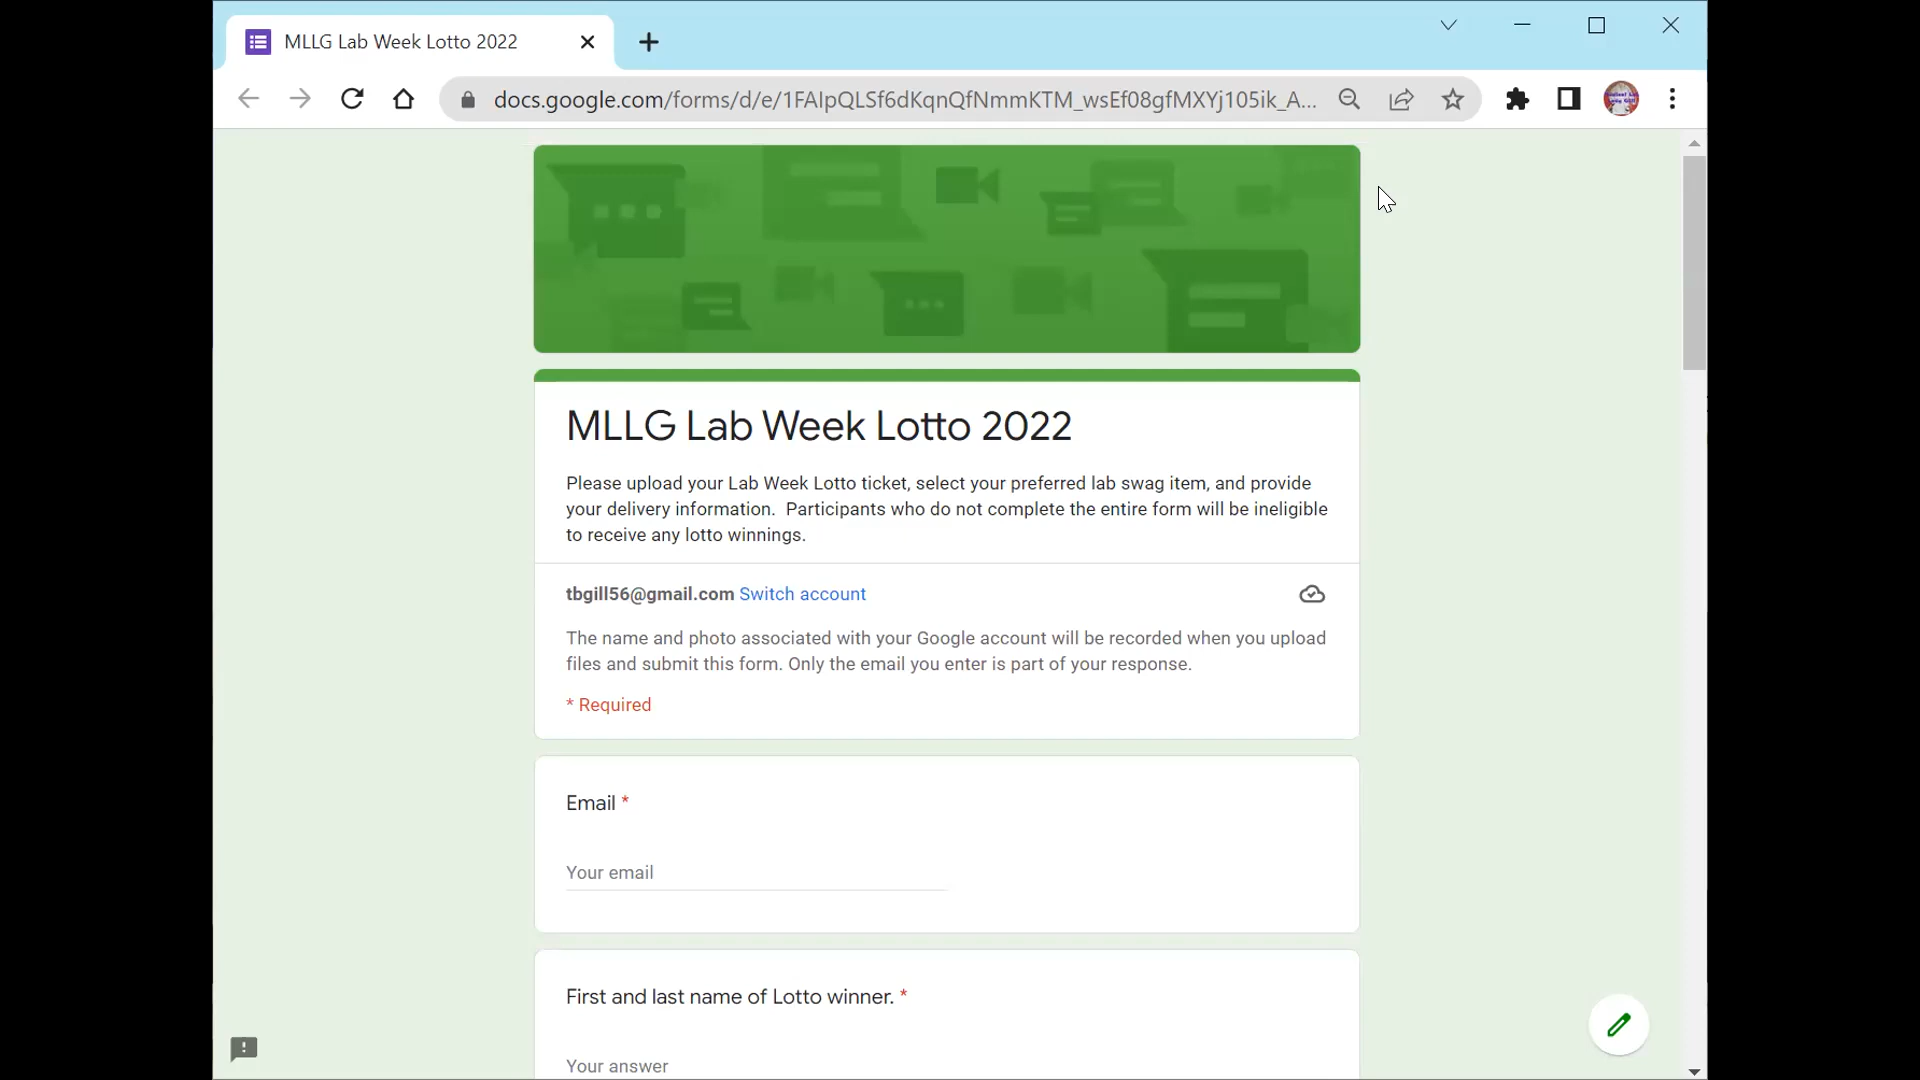 MLLG Lab Week Lotto 2022
docs.google.com/forms/d/e/1FAIpQLSf6dKqnQfNmmKTM_wsEf08gfMXYj105ik_A...
MLLG Lab Week Lotto 2022
Please upload your Lab Week Lotto ticket, select your preferred lab swag item, and provide
your delivery information.  Participants who do not complete the entire form will be ineligible
to receive any lotto winnings.
tbgill56@gmail.com Switch account
The name and photo associated with your Google account will be recorded when you upload
files and submit this form. Only the email you enter is part of your response.
* Required
Email *
Your email
First and last name of Lotto winner. *
Your answer